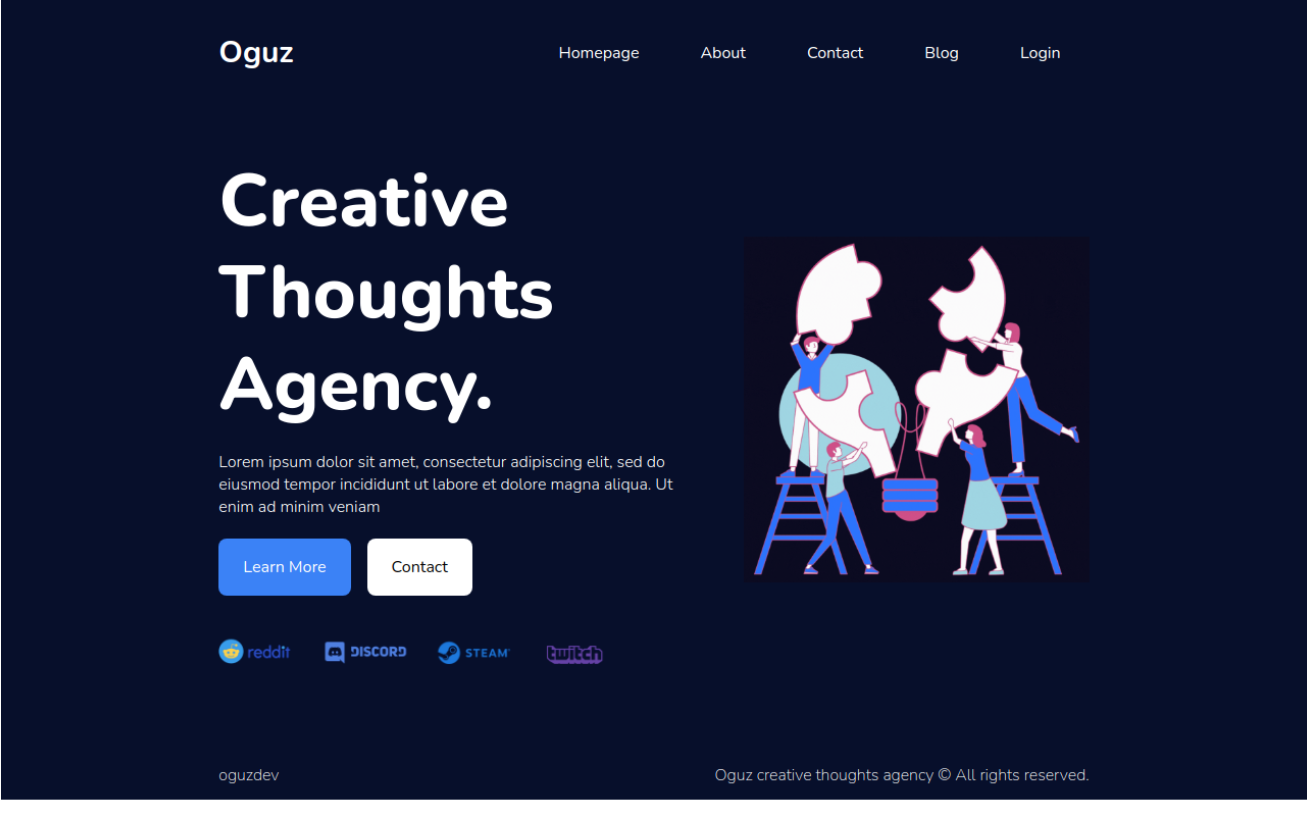 Oguz
Homepage About Contact Blog Login
Creative
Thoughts
Agency.
Lorem ipsum dolor sit amet, consectetur adipiscing elit, sed do
eiusmod tempor incididunt ut labore et dolore magna aliqua. Ut
enim ad minim veniam
Learn More Contact
reddit DISCORD STEAM twitch
oguzdev Oguz creative thoughts agency © All rights reserved.